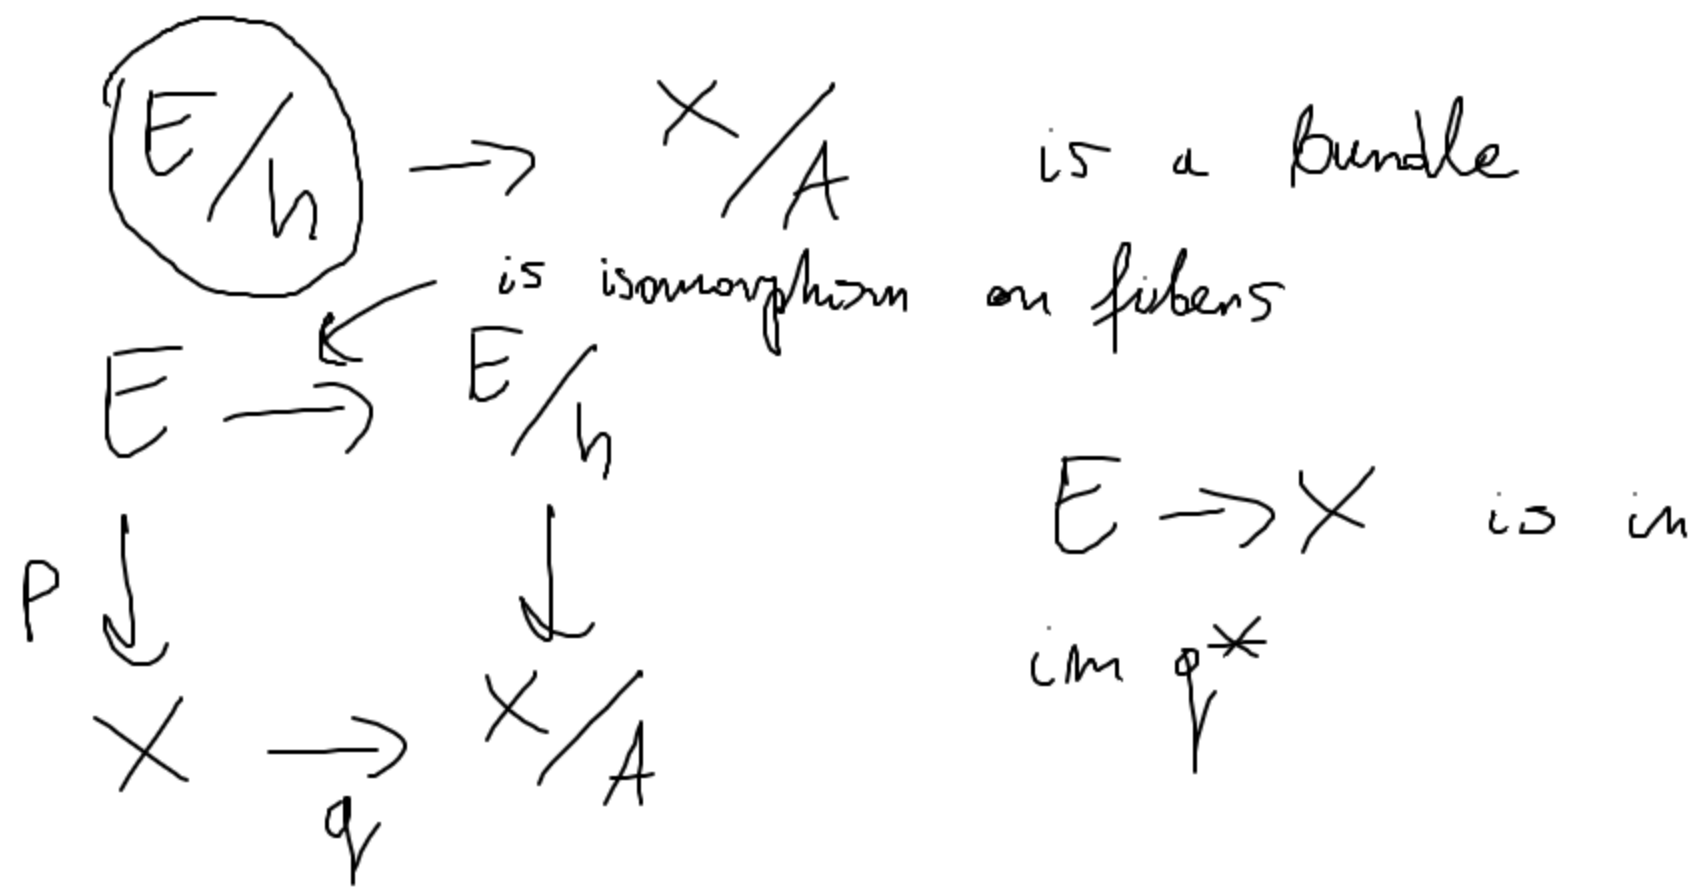 E/h → X/A is a bundle
is isomorphism on fibers
E → E/h
E → X is in
P
im q*
X → X/A
q